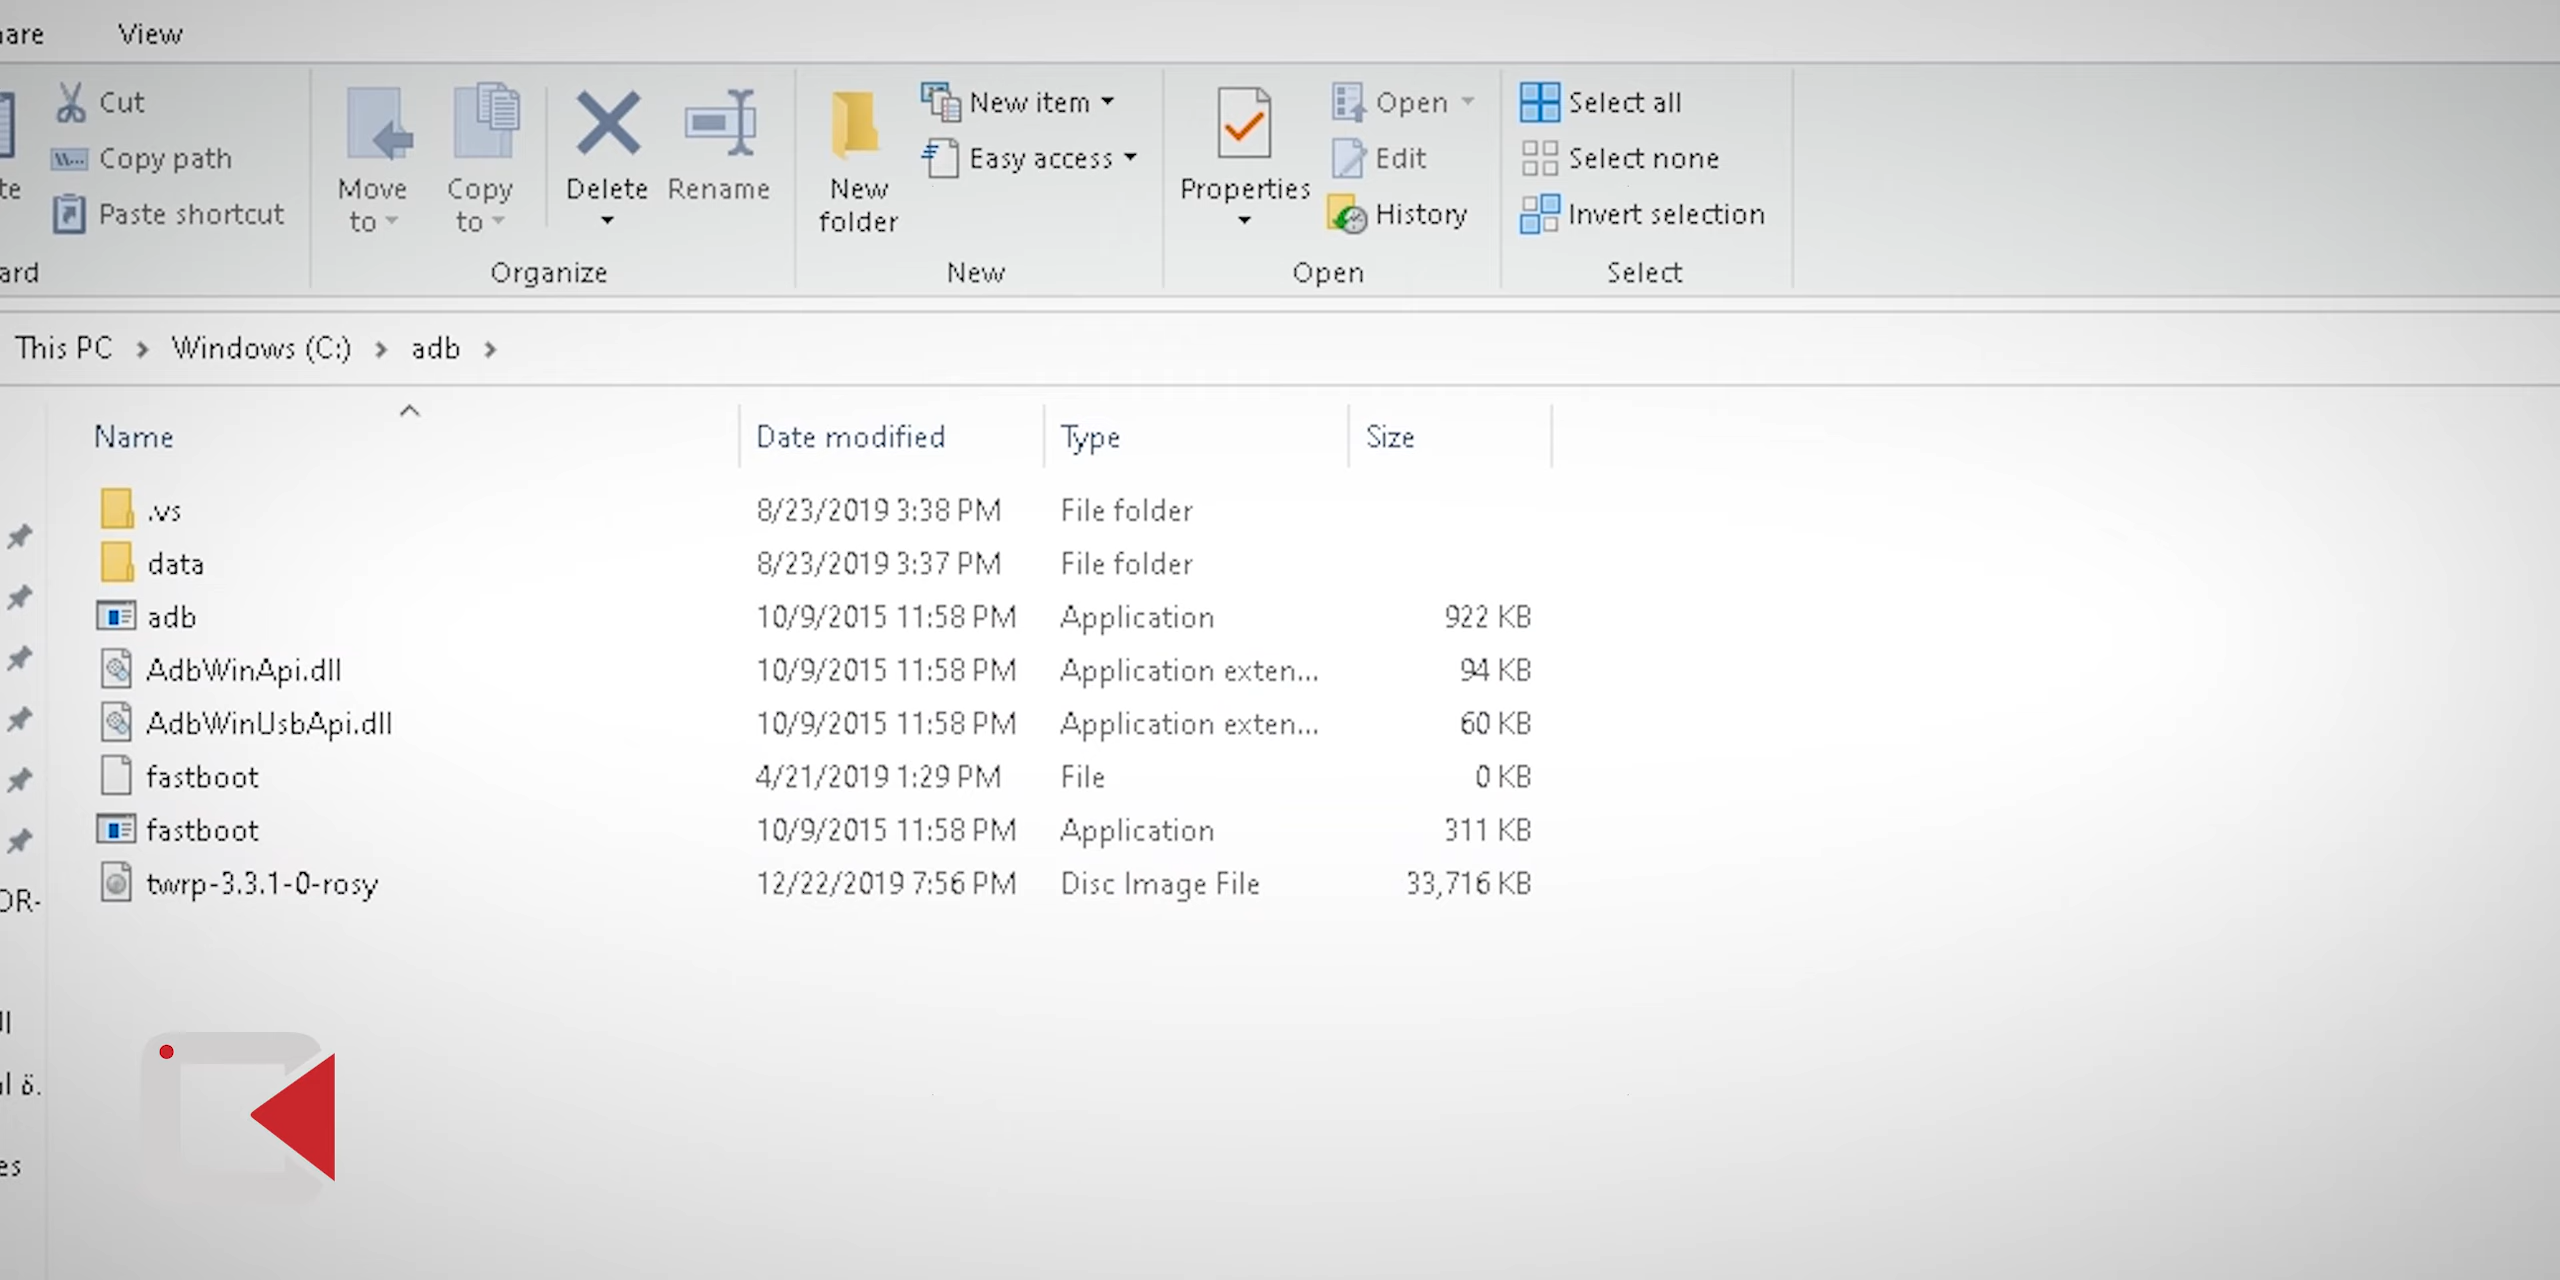 View
Cut
Copy path
Paste shortcut
Move to
Copy to
Delete
Rename
Organize
New folder
New item
Easy access
New
Properties
Open
Edit
History
Open
Select all
Select none
Invert selection
Select
This PC > Windows (C:) > adb >
Name Date modified Type Size
.vs 8/23/2019 3:38 PM File folder
data 8/23/2019 3:37 PM File folder
adb 10/9/2015 11:58 PM Application 922 KB
AdbWinApi.dll 10/9/2015 11:58 PM Application exten... 94 KB
AdbWinUsbApi.dll 10/9/2015 11:58 PM Application exten... 60 KB
fastboot 4/21/2019 1:29 PM File 0 KB
fastboot 10/9/2015 11:58 PM Application 311 KB
twrp-3.3.1-0-rosy 12/22/2019 7:56 PM Disc Image File 33,716 KB